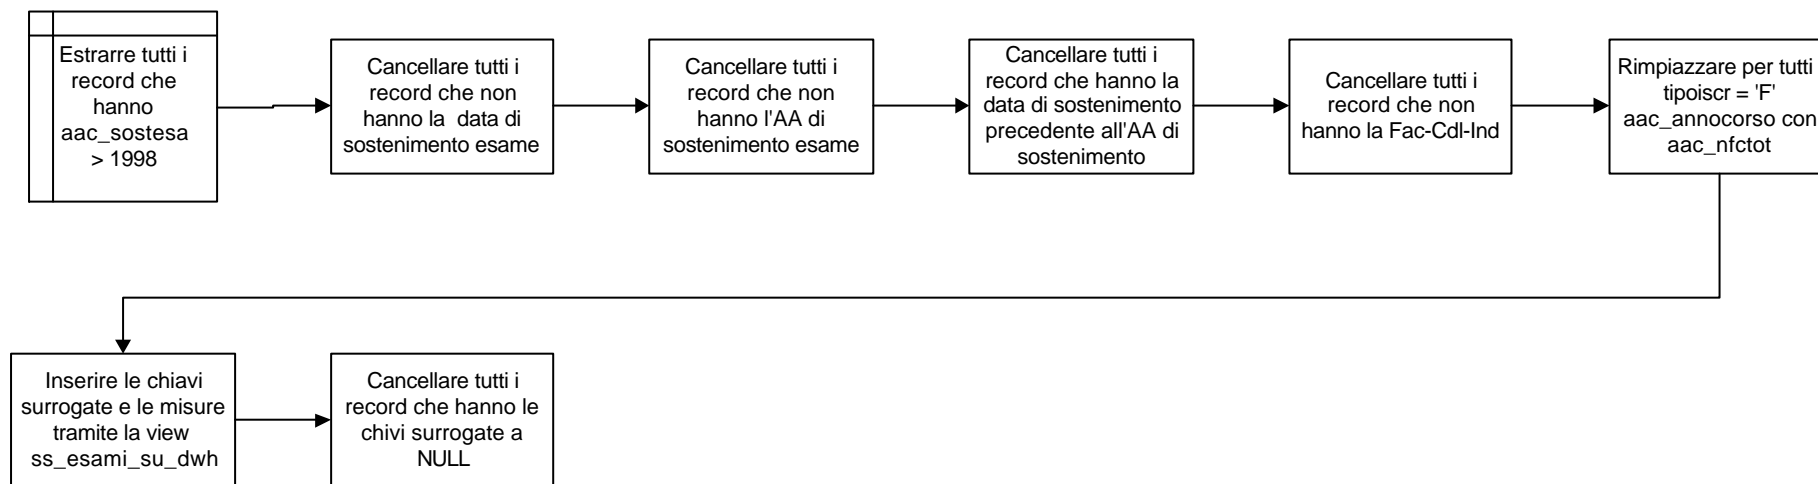 Estrarre tutti i
record che
hanno
aac_sostesa
> 1998
Cancellare tutti i
record che non
hanno la data di
sostenimento esame
Cancellare tutti i
record che non
hanno l'AA di
sostenimento esame
Cancellare tutti i
record che hanno la
data di sostenimento
precedente all'AA di
sostenimento
Cancellare tutti i
record che non
hanno la Fac-Cdl-Ind
Rimpiazzare per tutti
tipoiscr = 'F'
aac_annocorso con
aac_nfctot
Inserire le chiavi
surrogate e le misure
tramite la view
ss_esami_su_dwh
Cancellare tutti i
record che hanno le
chivi surrogate a
NULL